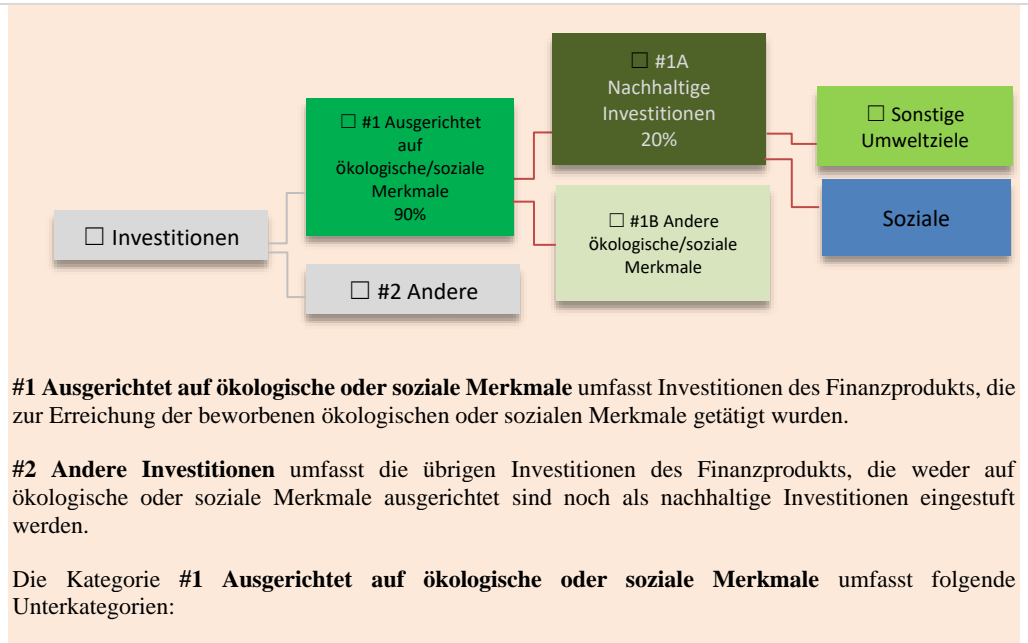 ☐ Investitionen
☐ #1 Ausgerichtet
auf
ökologische/soziale
Merkmale
90%
☐ #2 Andere
☐ #1A
Nachhaltige
Investitionen
20%
☐ #1B Andere
ökologische/soziale
Merkmale
☐ Sonstige
Umweltziele
Soziale
#1 Ausgerichtet auf ökologische oder soziale Merkmale umfasst Investitionen des Finanzprodukts, die
zur Erreichung der beworbenen ökologischen oder sozialen Merkmale getätigt wurden.
#2 Andere Investitionen umfasst die übrigen Investitionen des Finanzprodukts, die weder auf
ökologische oder soziale Merkmale ausgerichtet sind noch als nachhaltige Investitionen eingestuft
werden.
Die Kategorie #1 Ausgerichtet auf ökologische oder soziale Merkmale umfasst folgende
Unterkategorien: